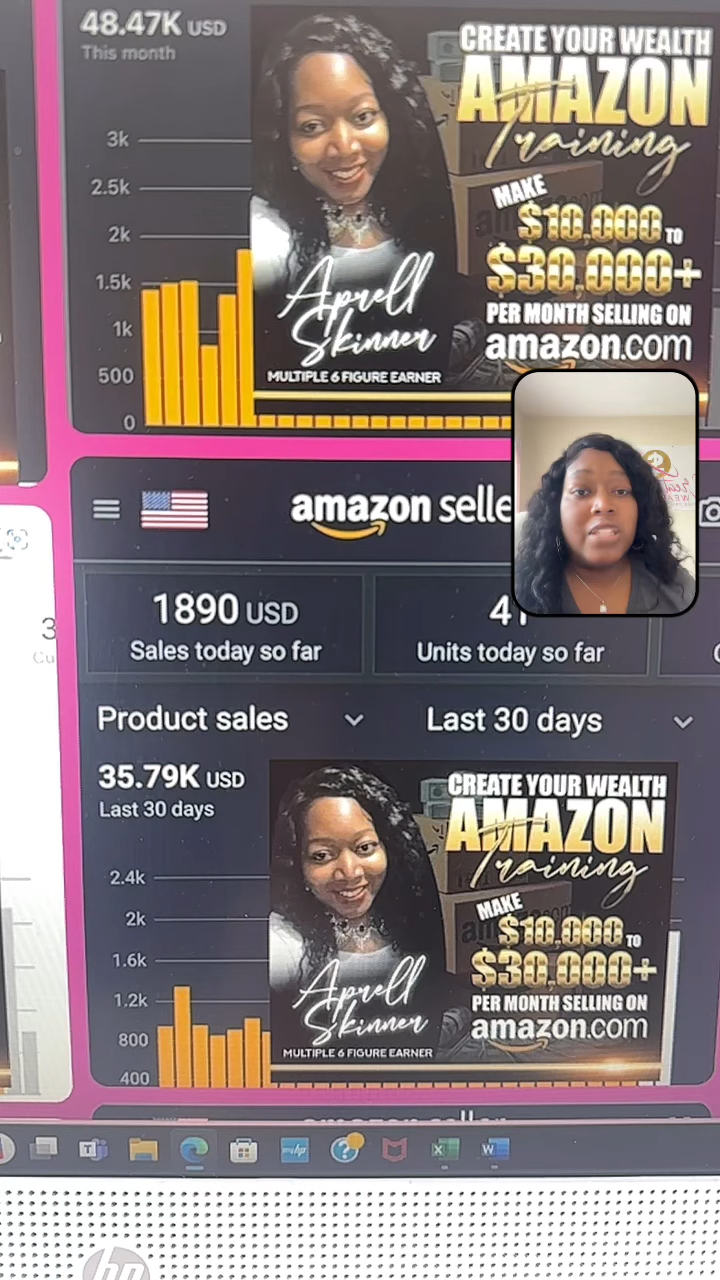 48.47K USD
This month
3k
2.5k
2k
1.5k
1k
500
0
CREATE YOUR WEALTH
AMAZON
Training
MAKE
$10,000 TO
$30,000+
PER MONTH SELLING ON
amazon.com
Aprell
Skinner
MULTIPLE 6 FIGURE EARNER
amazon selle
1890 USD
Sales today so far
Units today so far
3
Cu
Product sales
Last 30 days
35.79K USD
Last 30 days
2.4k
2k
1.6k
1.2k
800
400
CREATE YOUR WEALTH
AMAZON
Training
MAKE
$10,000 TO
$30,000+
PER MONTH SELLING ON
amazon.com
Aprell
Skinner
MULTIPLE 6 FIGURE EARNER
hp